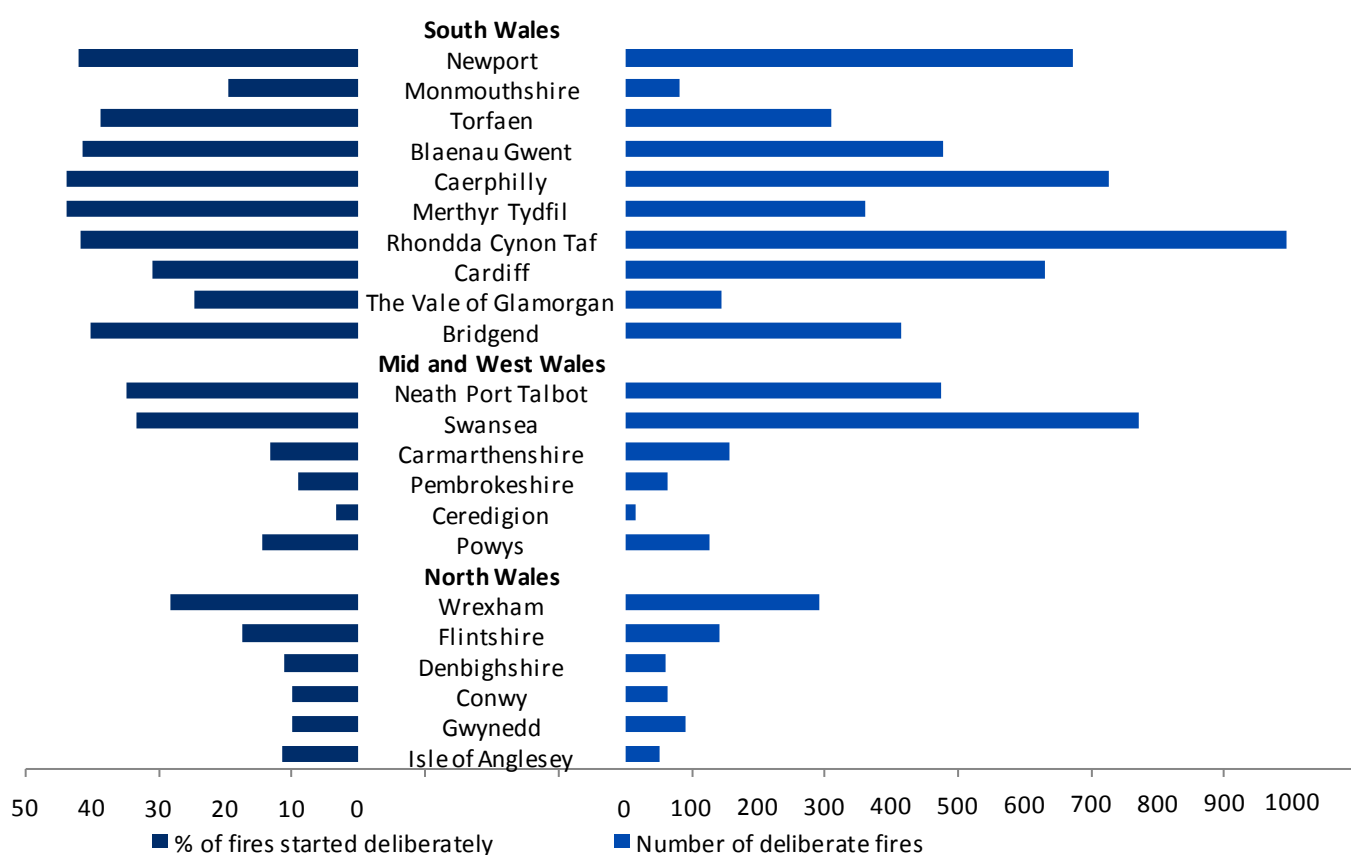 South Wales
Newport
Monmouthshire
Torfaen
Blaenau Gwent
Caerphilly
Merthyr Tydfil
Rhondda Cynon Taf
Cardiff
The Vale of Glamorgan
Bridgend
Mid and West Wales
Neath Port Talbot
Swansea
Carmarthenshire
Pembrokeshire
Ceredigion
Powys
North Wales
Wrexham
Flintshire
Denbighshire
Conwy
Gwynedd
Isle of Anglesey
50 40 30 20 10 0 0 100 200 300 400 500 600 700 800 900 1000
% of fires started deliberately Number of deliberate fires